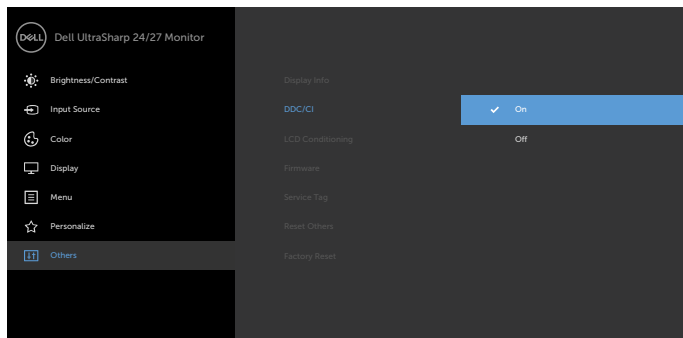 DELL Dell UltraSharp 24/27 Monitor
Brightness/Contrast
Input Source
Color
Display
Menu
Personalize
Others
Display Info
DDC/CI
LCD Conditioning
Firmware
Service Tag
Reset Others
Factory Reset
On
Off